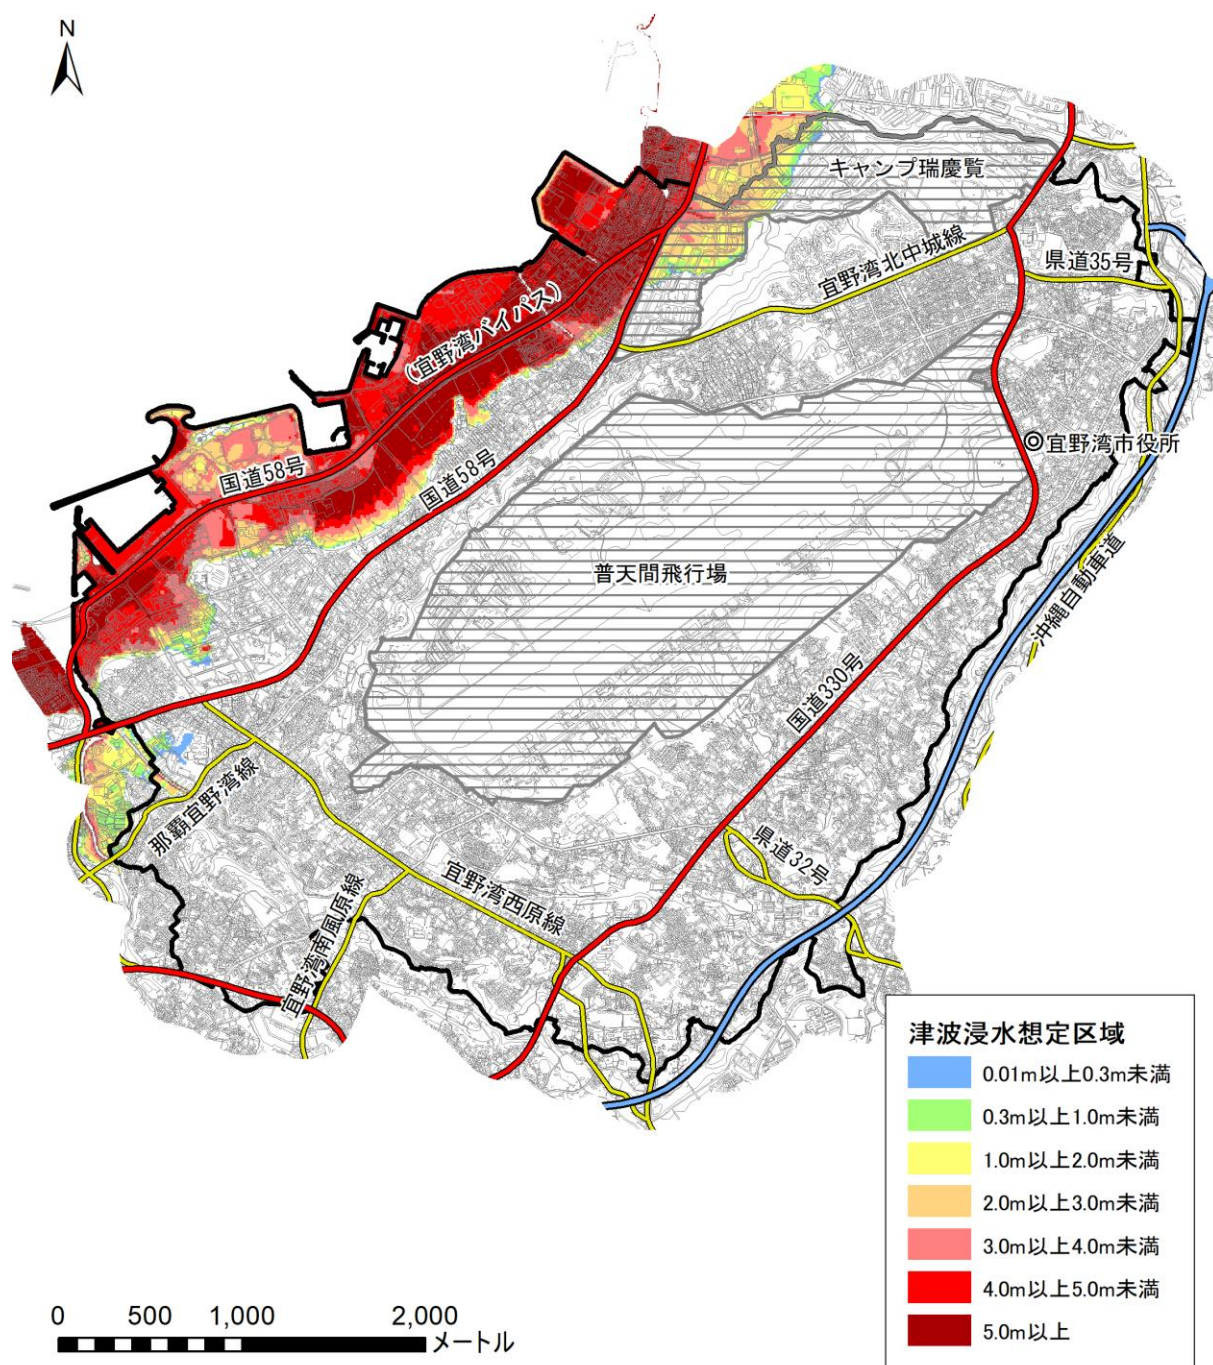 N
キャンプ瑞慶覧
宜野湾北中城線
県道35号
(宜野湾バイパス)
宜野湾市役所
国道58号
国道58号
普天間飛行場
沖縄自動車道
国道330号
那覇宜野湾線
県道32号
宜野湾西原線
宜野湾南風原線
津波浸水想定区域
0.01m以上0.3m未満
0.3m以上1.0m未満
1.0m以上2.0m未満
2.0m以上3.0m未満
3.0m以上4.0m未満
4.0m以上5.0m未満
5.0m以上
0 500 1,000 2,000
メートル